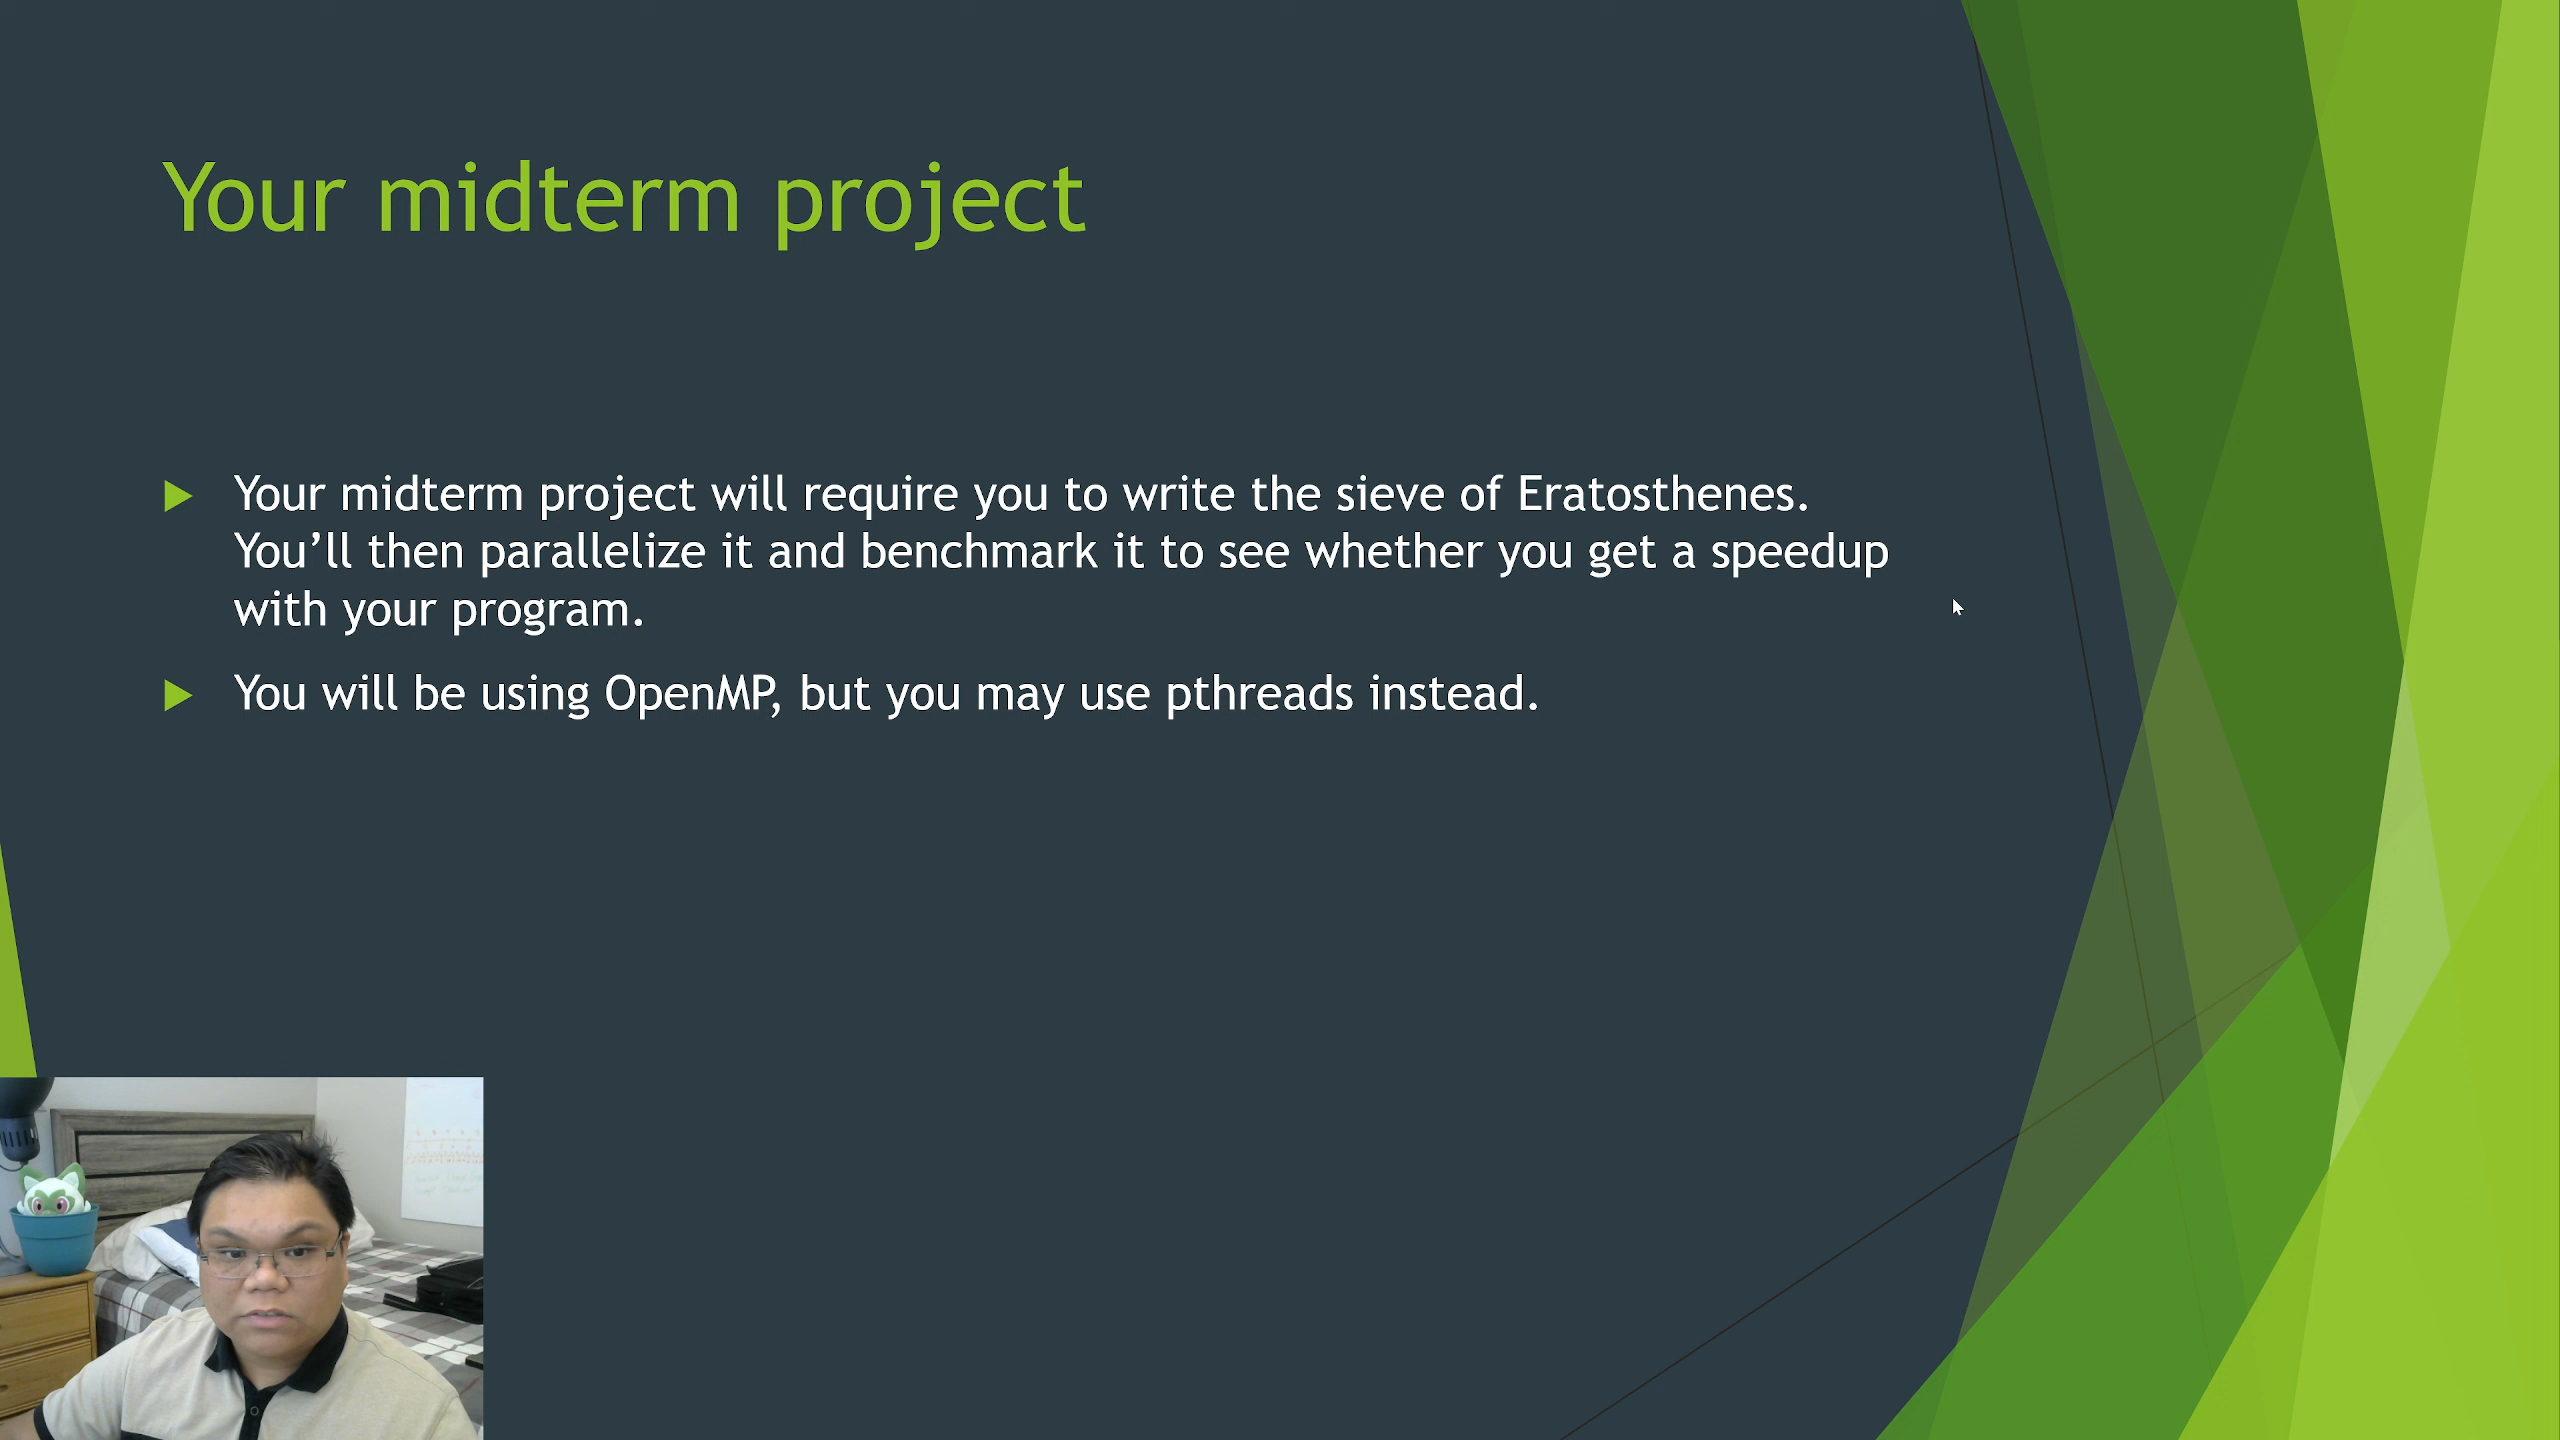 Your midterm project
Your midterm project will require you to write the sieve of Eratosthenes.
You’ll then parallelize it and benchmark it to see whether you get a speedup
with your program.
You will be using OpenMP, but you may use pthreads instead.